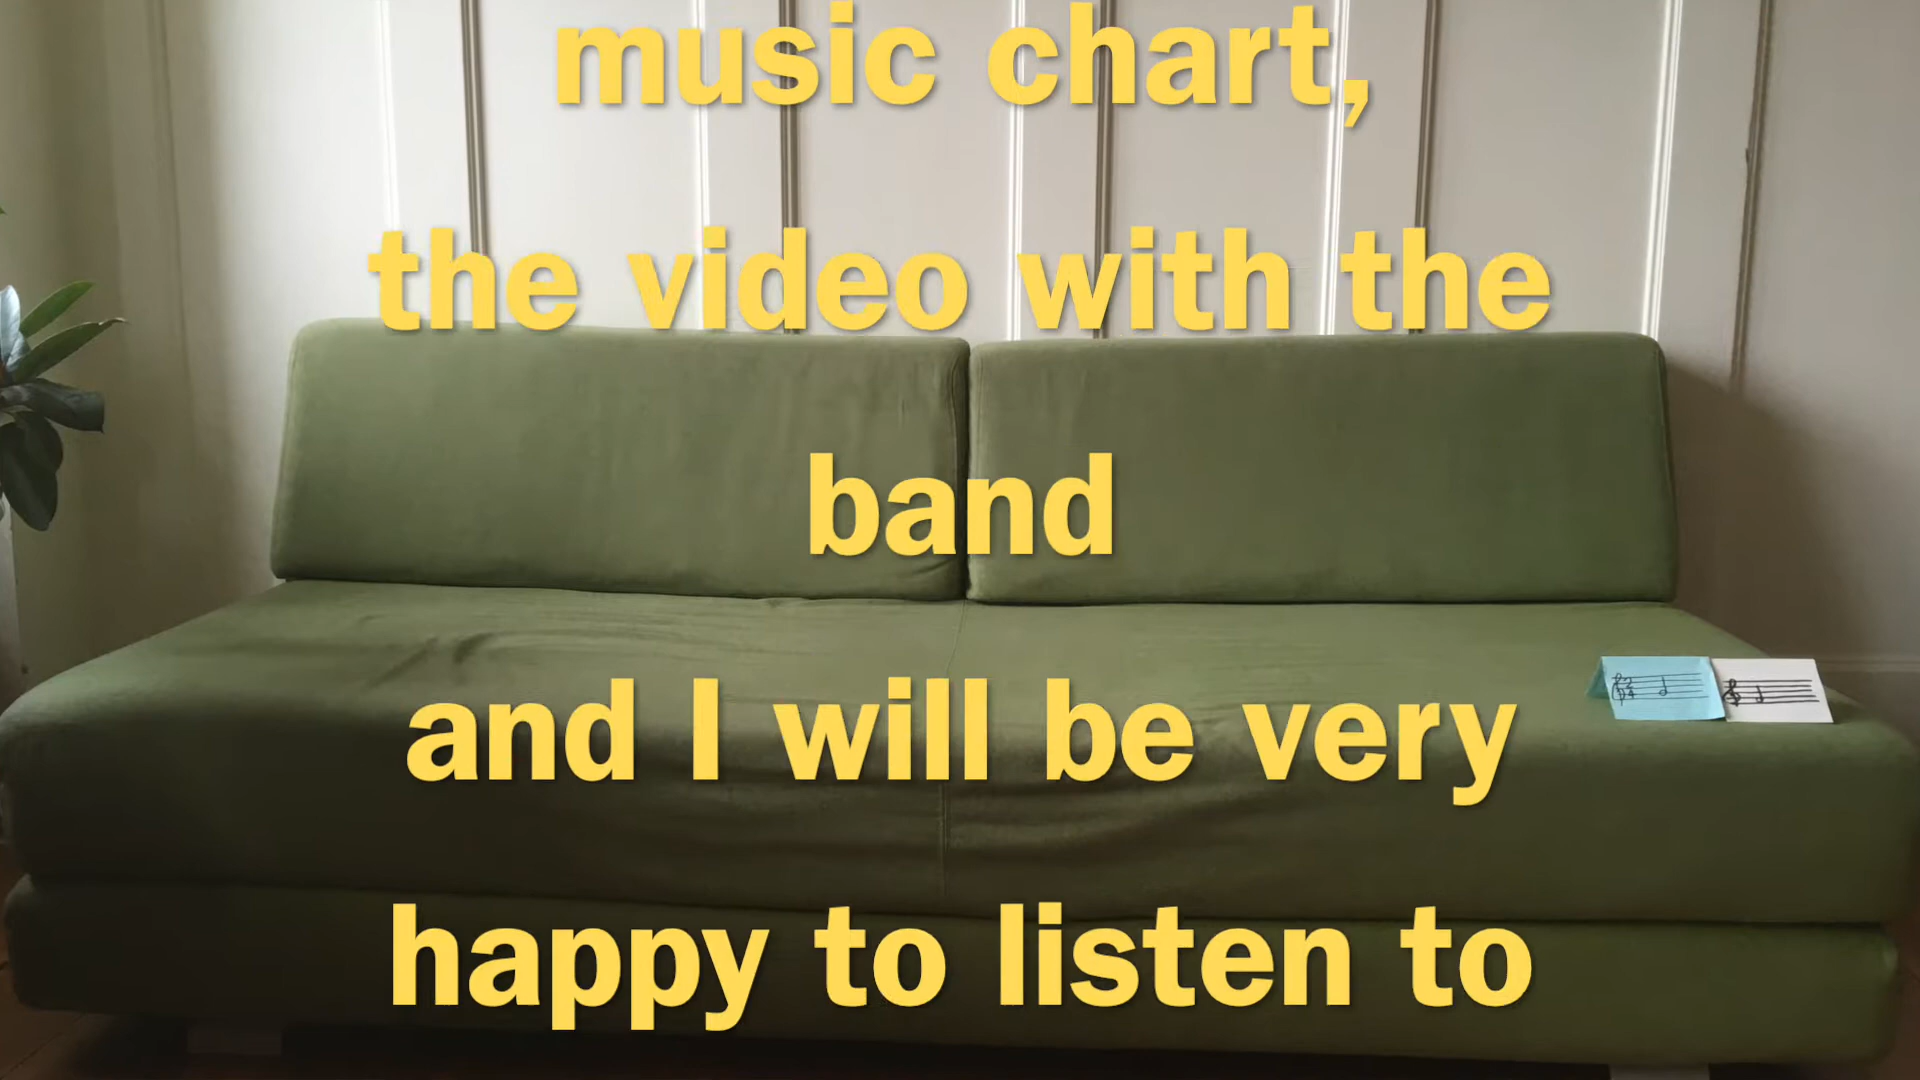 music chart,
the video with the
band
and I will be very
happy to listen to